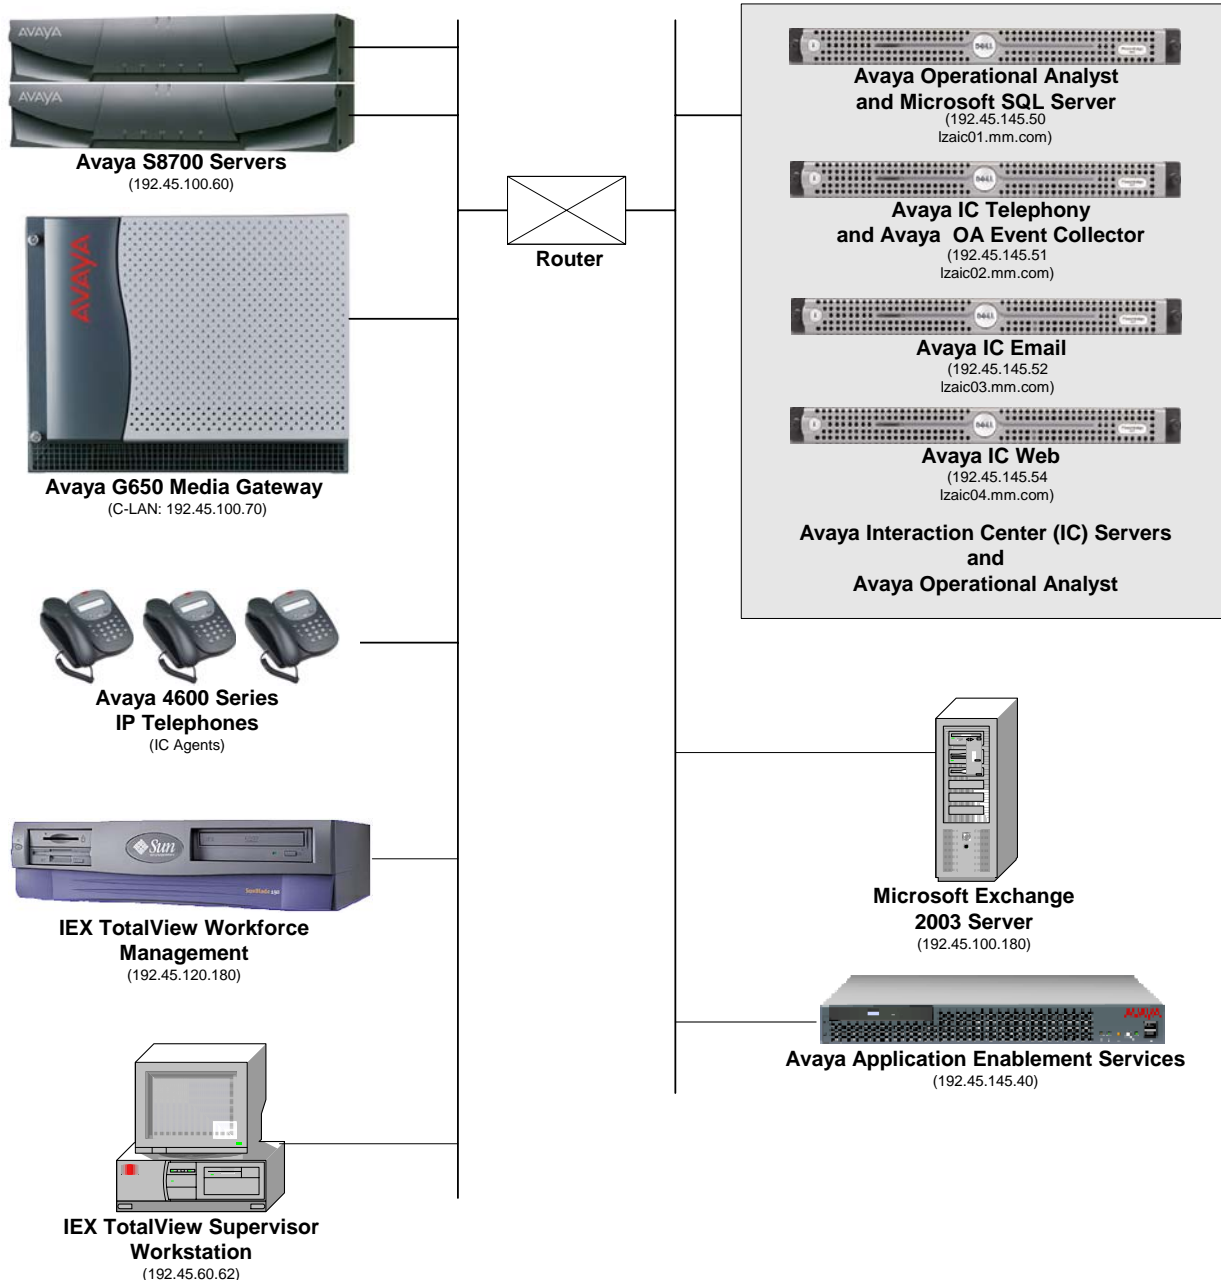 AVAYA
AVAYA
Avaya S8700 Servers
(192.45.100.60)
AVAYA
Avaya G650 Media Gateway
(C-LAN: 192.45.100.70)
Avaya 4600 Series
IP Telephones
(IC Agents)
Sun
IEX TotalView Workforce
Management
(192.45.120.180)
IEX TotalView Supervisor
Workstation
(192.45.60.62)
Router
DELL
Avaya Operational Analyst
and Microsoft SQL Server
(192.45.145.50
lzaic01.mm.com)
DELL
Avaya IC Telephony
and Avaya OA Event Collector
(192.45.145.51
lzaic02.mm.com)
DELL
Avaya IC Email
(192.45.145.52
lzaic03.mm.com)
DELL
Avaya IC Web
(192.45.145.54
lzaic04.mm.com)
Avaya Interaction Center (IC) Servers
and
Avaya Operational Analyst
Microsoft Exchange
2003 Server
(192.45.100.180)
AVAYA
Avaya Application Enablement Services
(192.45.145.40)